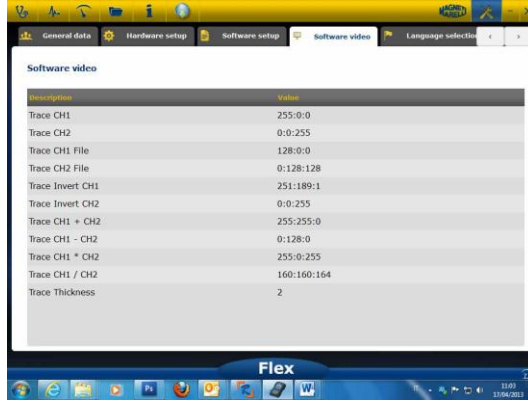 MAGNETI
MARELLI
General data Hardware setup Software setup Software video Language selection
Software video
Description Value
Trace CH1 255:0:0
Trace CH2 0:0:255
Trace CH1 File 128:0:0
Trace CH2 File 0:128:128
Trace Invert CH1 251:189:1
Trace Invert CH2 0:0:255
Trace CH1 + CH2 255:255:0
Trace CH1 - CH2 0:128:0
Trace CH1 * CH2 255:0:255
Trace CH1 / CH2 160:160:164
Trace Thickness 2
Flex
Ps W 11:03
17/04/2013